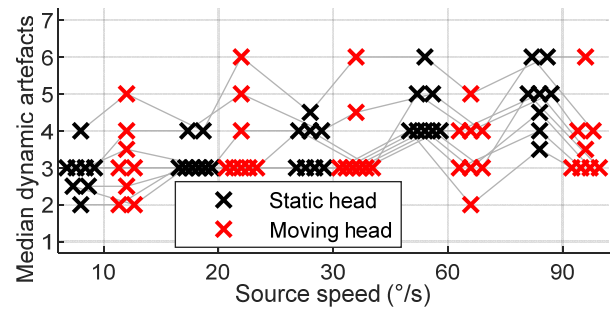 Median dynamic artefacts
7
6
5
4
3
2
1
Static head
Moving head
10 20 30 60 90
Source speed (°/s)